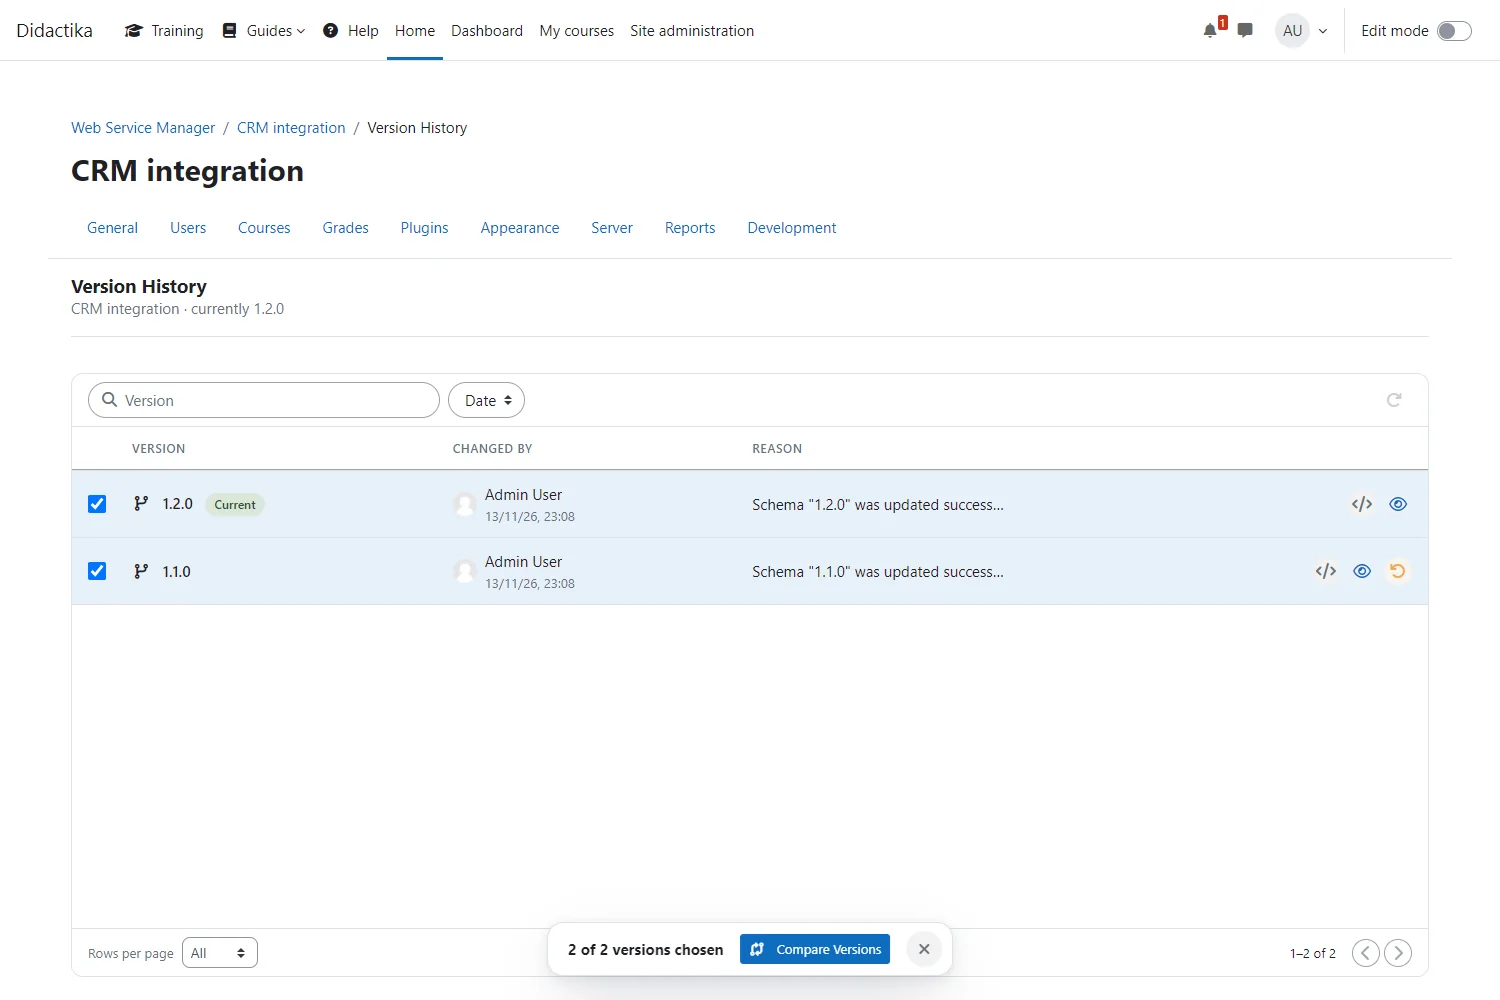 Didactika Training Guides Help Home Dashboard My courses Site administration 1 AU Edit mode
Web Service Manager / CRM integration / Version History
CRM integration
General Users Courses Grades Plugins Appearance Server Reports Development
Version History
CRM integration · currently 1.2.0
Version Date
VERSION CHANGED BY REASON
1.2.0 Current Admin User 13/11/26, 23:08 Schema "1.2.0" was updated success...
1.1.0 Admin User 13/11/26, 23:08 Schema "1.1.0" was updated success...
Rows per page All 2 of 2 versions chosen Compare Versions 1–2 of 2